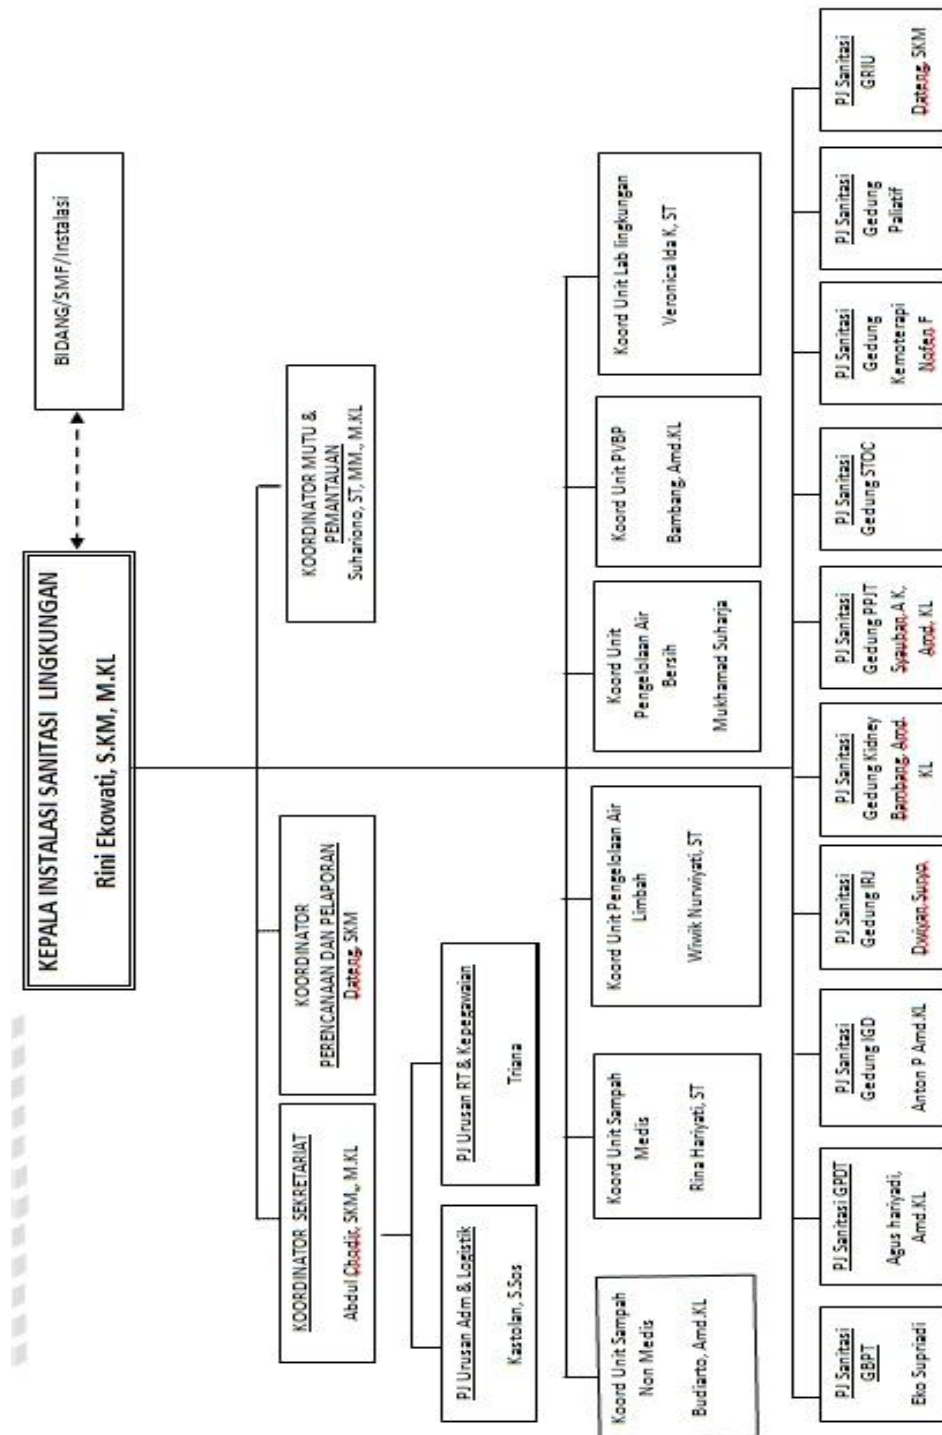 KEPALA INSTALASI SANITASI LINGKUNGAN
Rini Ekowati, S.KM, M.KL
BIDANG/SMF/Instalasi
KOORDINATOR SEKRETARIAT
Abdul Chadir, SKM., M.KL
KOORDINATOR
PERENCANAAN DAN PELAPORAN
Dateng, SKM
KOORDINATOR MUTU &
PEMANTAUAN
Suhariono, ST, MM., M.KL
PJ Urusan Adm & Logistik
Kastolan, S.Sos
PJ Urusan RT & Kepegawaian
Triana
Koord Unit Sampah
Non Medis
Budiarto, Amd.KL
Koord Unit Sampah
Medis
Rina Hariyati, ST
Koord Unit Pengelolaan Air
Limbah
Wiwik Nurwiyati, ST
Koord Unit
Pengelolaan Air
Bersih
Mukhamad Suharja
Koord Unit PVBP
Bambang, Amd.KL
Koord Unit Lab lingkungan
Veronica Ida K, ST
PJ Sanitasi
GBPT
Eko Supriadi
PJ Sanitasi GPDT
Agus hariyadi,
Amd.KL
PJ Sanitasi
Gedung IGD
Anton P Amd.KL
PJ Sanitasi
Gedung IRJ
PJ Sanitasi
Gedung Kidney
Bambang, Amd.
KL
PJ Sanitasi
Gedung PPJT
Syauban, A K,
Amd. KL
PJ Sanitasi
Gedung STOC
PJ Sanitasi
Gedung
Kemoterapi
Nofen F
PJ Sanitasi
Gedung
Paliatif
PJ Sanitasi
GRIU
Dateng, SKM